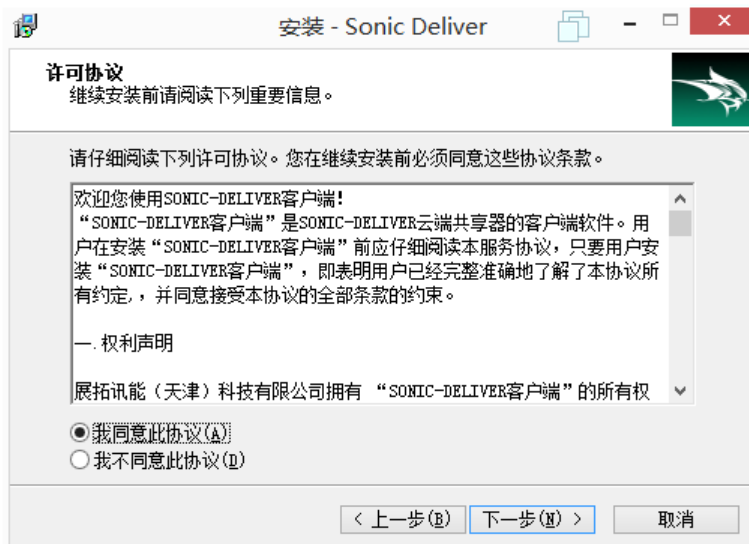 安装 - Sonic Deliver
许可协议
继续安装前请阅读下列重要信息。
请仔细阅读下列许可协议。您在继续安装前必须同意这些协议条款。
欢迎您使用SONIC-DELIVER客户端!
“SONIC-DELIVER客户端”是SONIC-DELIVER云端共享器的客户端软件。用
户在安装“SONIC-DELIVER客户端”前应仔细阅读本服务协议，只要用户安
装“SONIC-DELIVER客户端”，即表明用户已经完整准确地了解了本协议所
有约定,，并同意接受本协议的全部条款的约束。
一.权利声明
展拓讯能（天津）科技有限公司拥有 “SONIC-DELIVER客户端”的所有权
我同意此协议(A)
我不同意此协议(D)
< 上一步(B)
下一步(N) >
取消